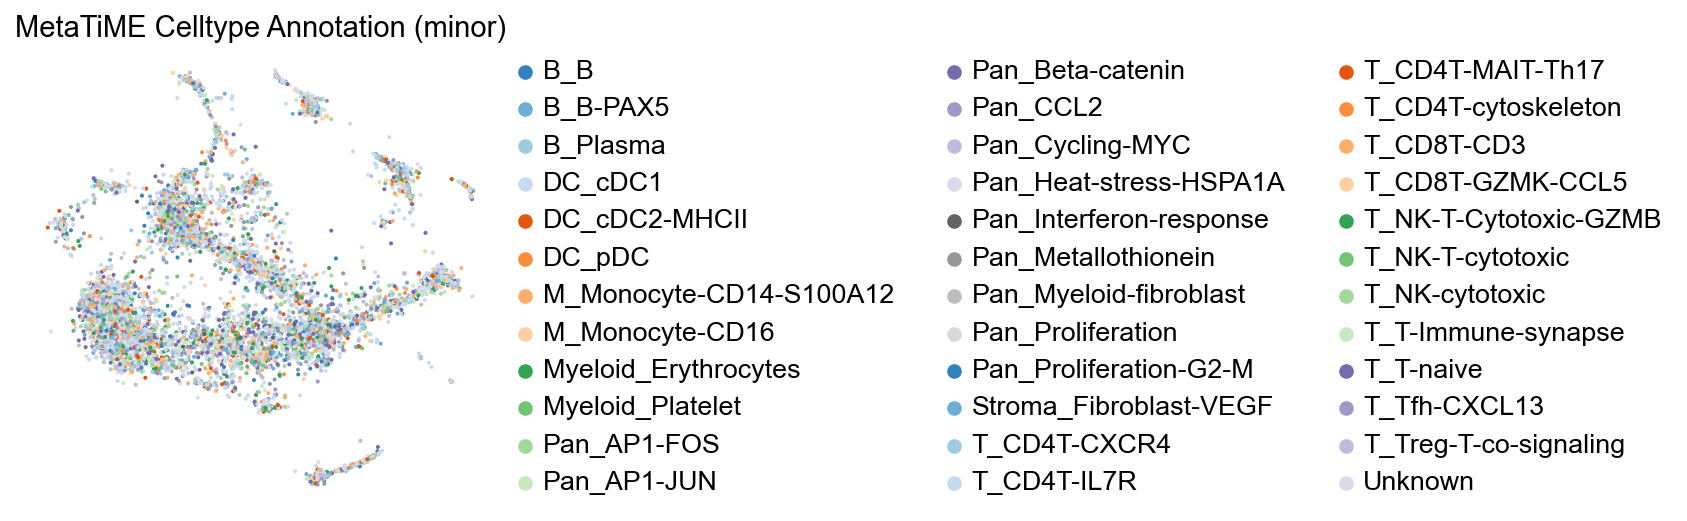 MetaTiME Celltype Annotation (minor)
B_B
B_B-PAX5
B_Plasma
DC_cDC1
DC_cDC2-MHCII
DC_pDC
M_Monocyte-CD14-S100A12
M_Monocyte-CD16
Myeloid_Erythrocytes
Myeloid_Platelet
Pan_AP1-FOS
Pan_AP1-JUN
Pan_Beta-catenin
Pan_CCL2
Pan_Cycling-MYC
Pan_Heat-stress-HSPA1A
Pan_Interferon-response
Pan_Metallothionein
Pan_Myeloid-fibroblast
Pan_Proliferation
Pan_Proliferation-G2-M
Stroma_Fibroblast-VEGF
T_CD4T-CXCR4
T_CD4T-IL7R
T_CD4T-MAIT-Th17
T_CD4T-cytoskeleton
T_CD8T-CD3
T_CD8T-GZMK-CCL5
T_NK-T-Cytotoxic-GZMB
T_NK-T-cytotoxic
T_NK-cytotoxic
T_T-Immune-synapse
T_T-naive
T_Tfh-CXCL13
T_Treg-T-co-signaling
Unknown